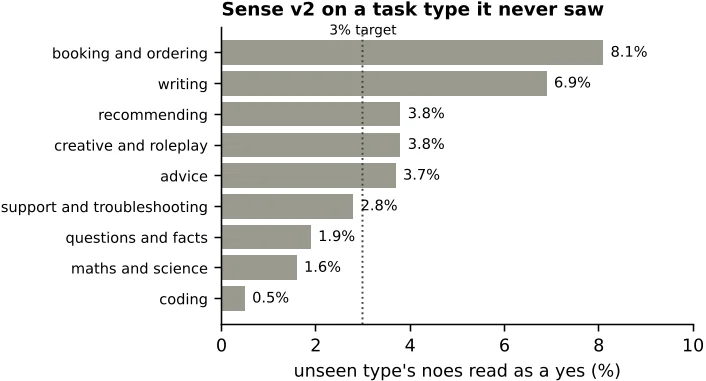 Sense v2 on a task type it never saw
3% target
booking and ordering 8.1%
writing 6.9%
recommending 3.8%
creative and roleplay 3.8%
advice 3.7%
support and troubleshooting 2.8%
questions and facts 1.9%
maths and science 1.6%
coding 0.5%
0 2 4 6 8 10
unseen type's noes read as a yes (%)